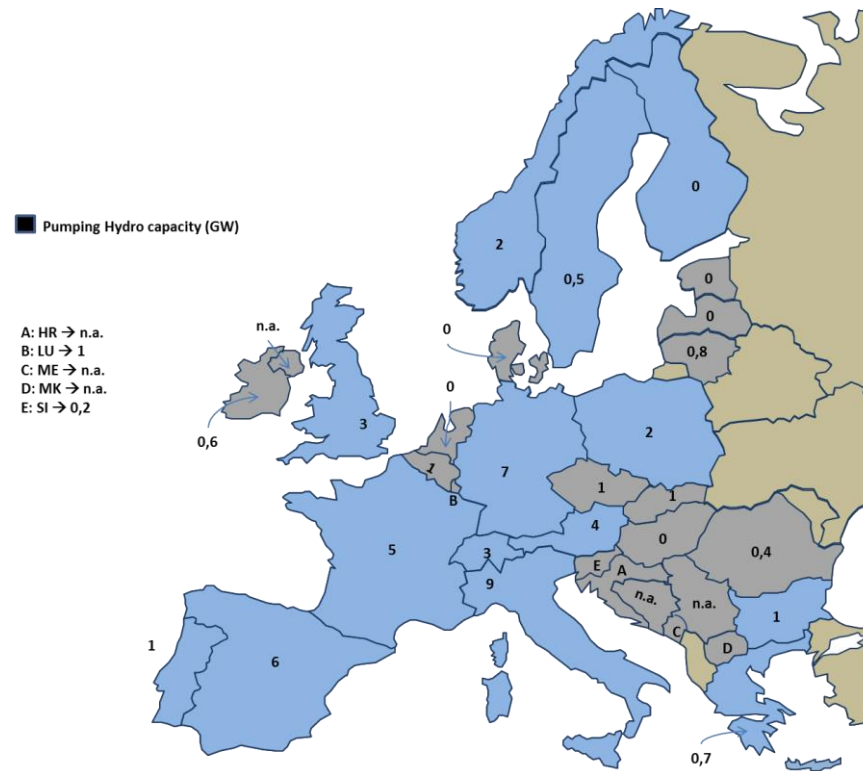 Pumping Hydro capacity (GW)
A: HR → n.a.
B: LU → 1
C: ME → n.a.
D: MK → n.a.
E: SI → 0,2
0
2
0,5
0
0
n.a.
0
0,8
0
0,6
3
2
1
7
B
1
1
4
0
5
3
0,4
E
A
9
n.a.
n.a.
1
C
D
1
6
0,7